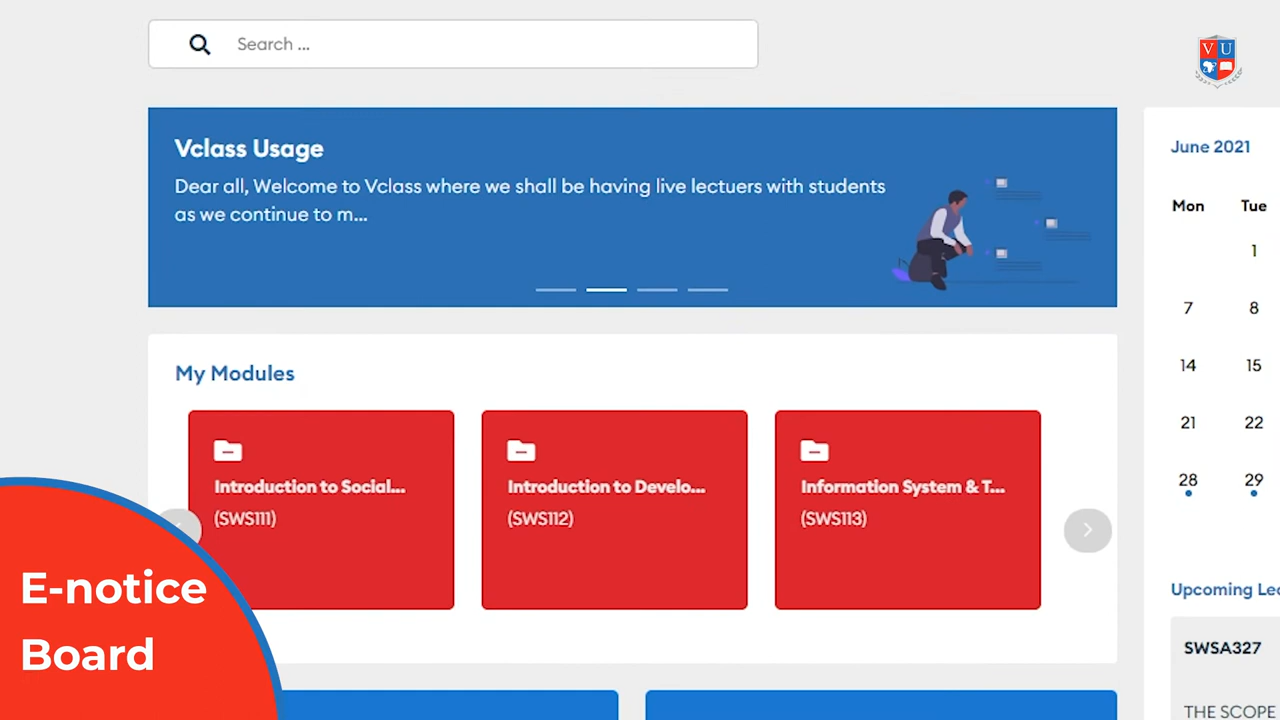 Search ...
V U
Vclass Usage
Dear all, Welcome to Vclass where we shall be having live lectuers with students
as we continue to m...
June 2021
Mon Tue
1
7 8
14 15
21 22
28 29
My Modules
Introduction to Social...
(SWS111)
Introduction to Develo...
(SWS112)
Information System & T...
(SWS113)
Upcoming Lec
SWSA327
THE SCOPE
E-notice
Board